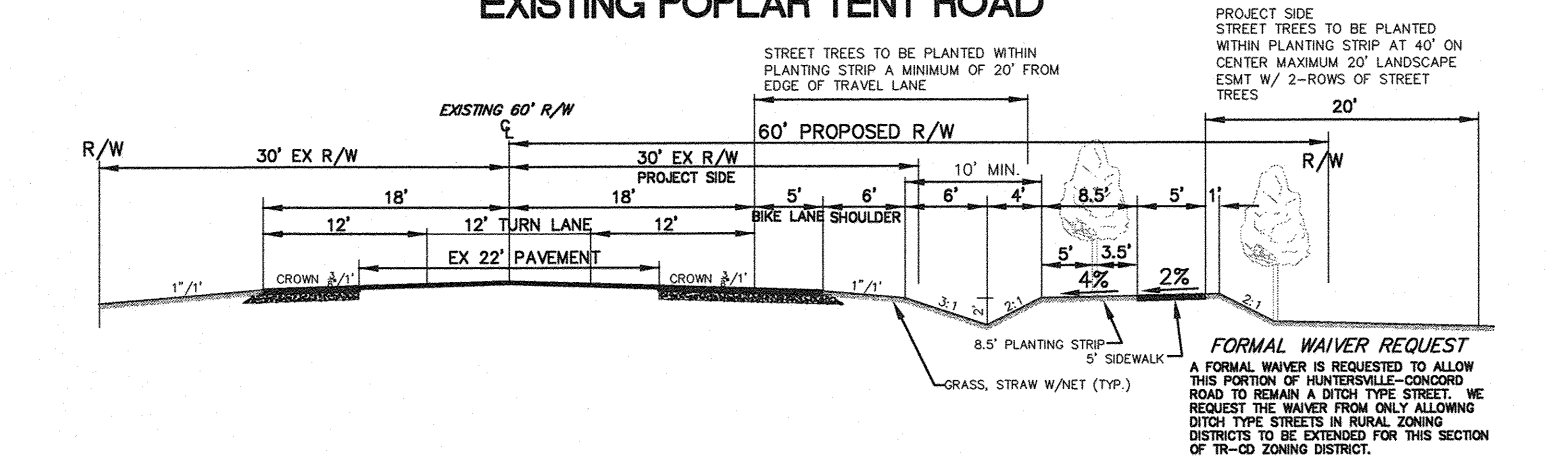 EXISTING POPLAR TENT ROAD
PROJECT SIDE
STREET TREES TO BE PLANTED
WITHIN PLANTING STRIP AT 40' ON
CENTER MAXIMUM 20' LANDSCAPE
ESMT W/ 2-ROWS OF STREET
TREES
STREET TREES TO BE PLANTED WITHIN
PLANTING STRIP A MINIMUM OF 20' FROM
EDGE OF TRAVEL LANE
20'
EXISTING 60' R/W
CL
60' PROPOSED R/W
R/W
30' EX R/W
30' EX R/W
PROJECT SIDE
R/W
10' MIN.
18'
18'
5'
6'
6'
4'
8.5'
5'
1'
BIKE LANE SHOULDER
12'
12' TURN LANE
12'
EX 22' PAVEMENT
5'
3.5'
1"/1'
CROWN 3/8/1'
CROWN 3/8/1'
1"/1'
3:1
2'
2:1
4%
2%
2:1
8.5' PLANTING STRIP
5' SIDEWALK
GRASS, STRAW W/NET (TYP.)
FORMAL WAIVER REQUEST
A FORMAL WAIVER IS REQUESTED TO ALLOW
THIS PORTION OF HUNTERSVILLE-CONCORD
ROAD TO REMAIN A DITCH TYPE STREET. WE
REQUEST THE WAIVER FROM ONLY ALLOWING
DITCH TYPE STREETS IN RURAL ZONING
DISTRICTS TO BE EXTENDED FOR THIS SECTION
OF TR-CD ZONING DISTRICT.